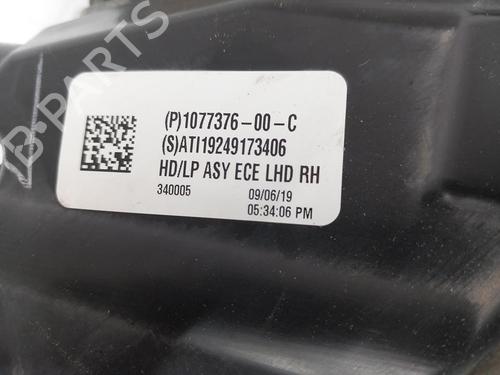 B-PARTS
(P)1077376-00-C
(S)ATI19249173406
HD/LP ASY ECE LHD RH
340005 09/06/19
05:34:06 PM